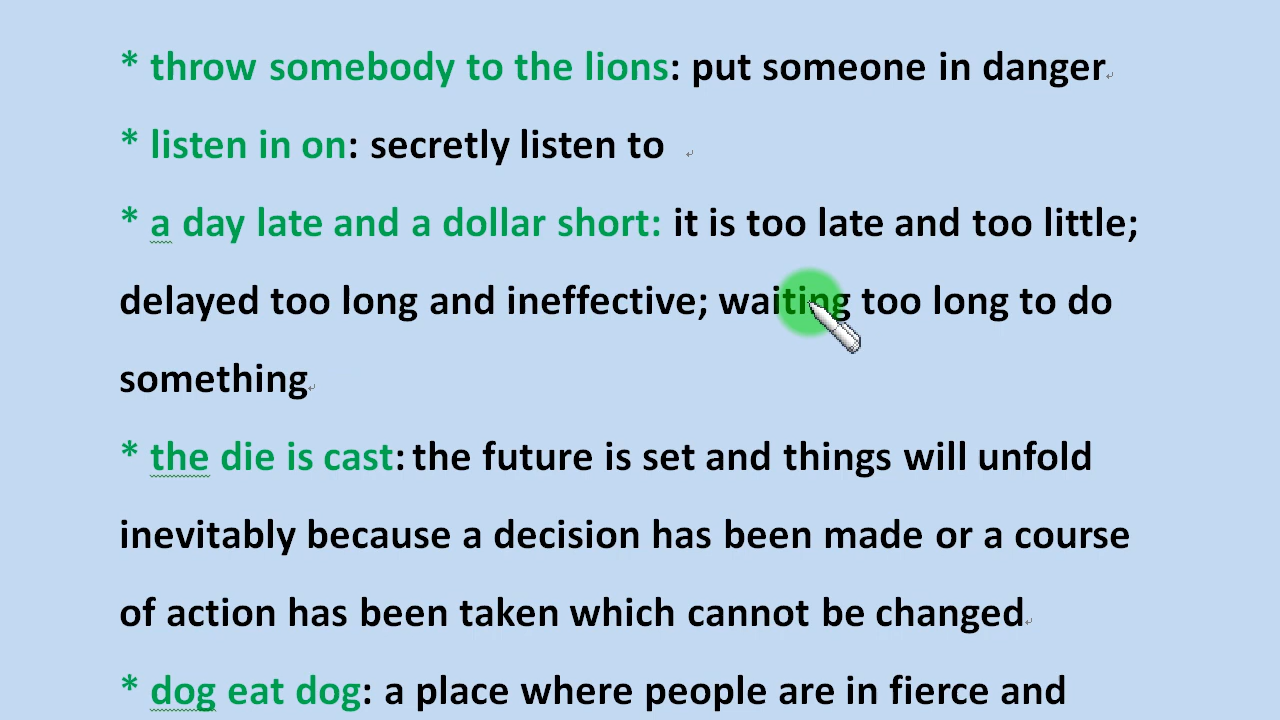 * throw somebody to the lions: put someone in danger
* listen in on: secretly listen to
* a day late and a dollar short: it is too late and too little;
delayed too long and ineffective; waiting too long to do
something
* the die is cast: the future is set and things will unfold
inevitably because a decision has been made or a course
of action has been taken which cannot be changed
* dog eat dog: a place where people are in fierce and